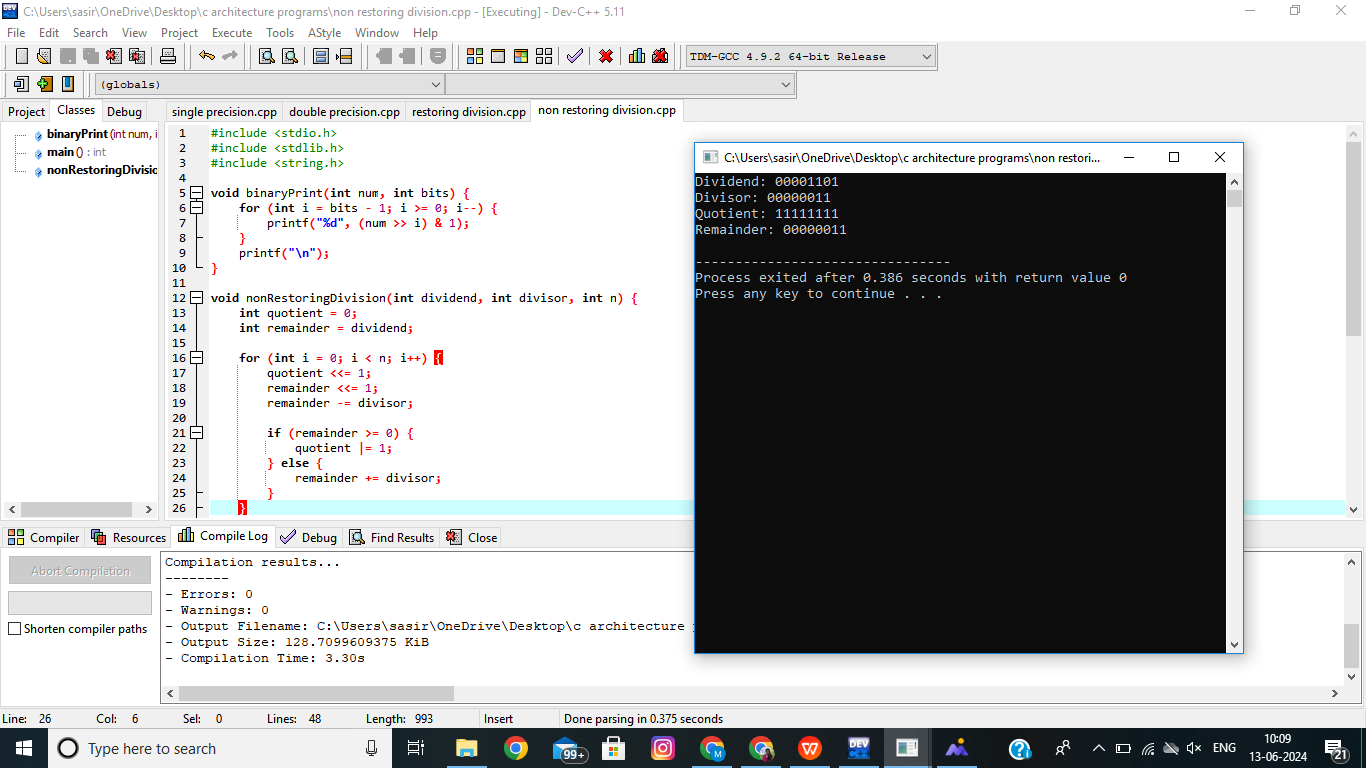 C:\Users\sasir\OneDrive\Desktop\c architecture programs\non restoring division.cpp - [Executing] - Dev-C++ 5.11
File Edit Search View Project Execute Tools AStyle Window Help
TDM-GCC 4.9.2 64-bit Release
(globals)
Project Classes Debug
single precision.cpp double precision.cpp restoring division.cpp non restoring division.cpp
binaryPrint (int num, i
main () : int
nonRestoringDivisio
1 #include <stdio.h>
2 #include <stdlib.h>
3 #include <string.h>
4
5 void binaryPrint(int num, int bits) {
6 for (int i = bits - 1; i >= 0; i--) {
7 printf("%d", (num >> i) & 1);
8 }
9 printf("\n");
10 }
11
12 void nonRestoringDivision(int dividend, int divisor, int n) {
13 int quotient = 0;
14 int remainder = dividend;
15
16 for (int i = 0; i < n; i++) {
17 quotient <<= 1;
18 remainder <<= 1;
19 remainder -= divisor;
20
21 if (remainder >= 0) {
22 quotient |= 1;
23 } else {
24 remainder += divisor;
25 }
26 }
C:\Users\sasir\OneDrive\Desktop\c architecture programs\non restori...
Dividend: 00001101
Divisor: 00000011
Quotient: 11111111
Remainder: 00000011
--------------------------------
Process exited after 0.386 seconds with return value 0
Press any key to continue . . .
Compiler Resources Compile Log Debug Find Results Close
Abort Compilation
Shorten compiler paths
Compilation results...
--------
- Errors: 0
- Warnings: 0
- Output Filename: C:\Users\sasir\OneDrive\Desktop\c architecture
- Output Size: 128.7099609375 KiB
- Compilation Time: 3.30s
Line: 26 Col: 6 Sel: 0 Lines: 48 Length: 993 Insert Done parsing in 0.375 seconds
Type here to search
99+
M
W
DEV
ENG
10:09
13-06-2024
21